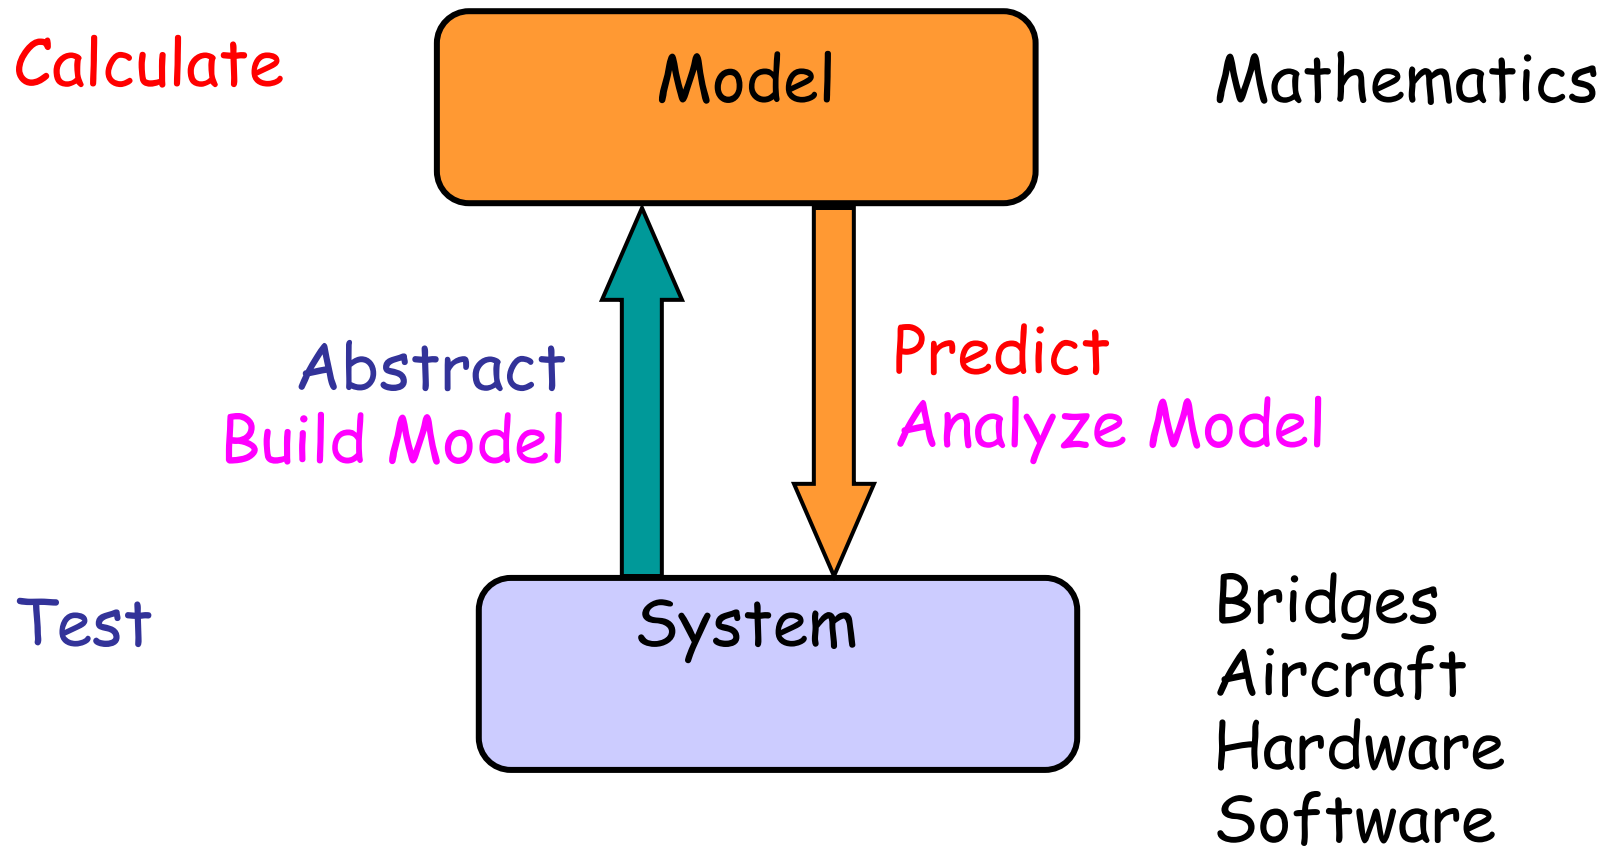 Calculate
Model
Mathematics
Abstract
Build Model
Predict
Analyze Model
Test
System
Bridges
Aircraft
Hardware
Software